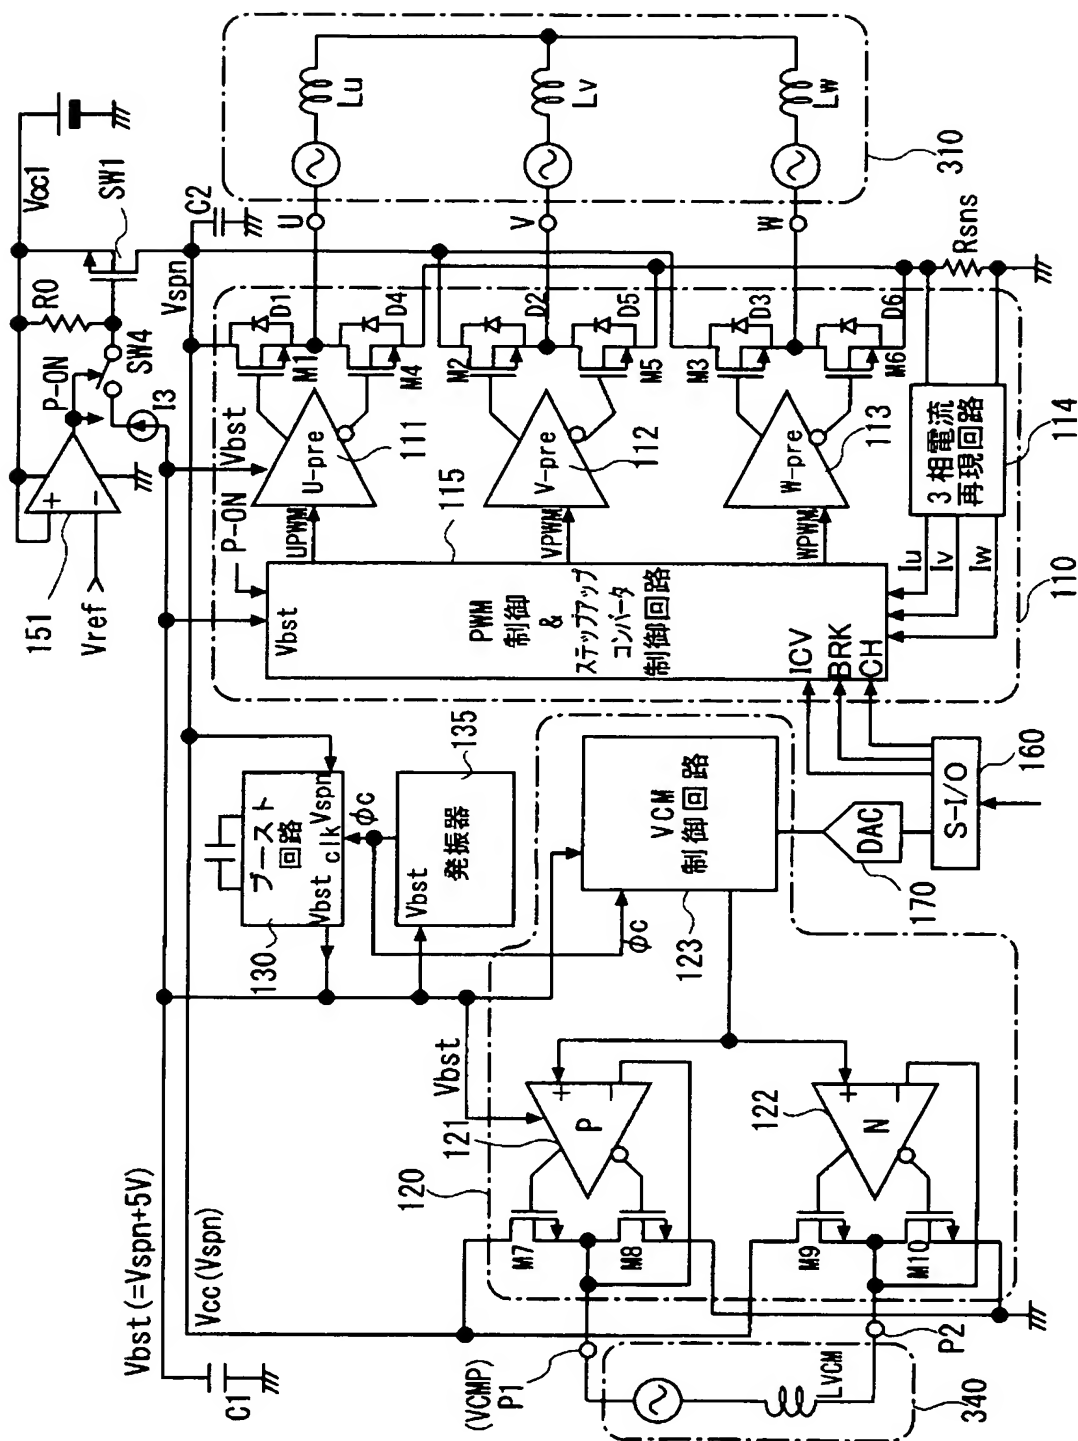 Vbst(=Vspn+5V)
Vcc(Vspn)
C1
(VCMP)
P1
340
LVCM
P2
120
M7
M8
M9
M10
121
P
122
N
Vbst
130
ブースト
回路
Vbst
clk
Vspn
φc
135
Vbst
発振器
φc
123
VCM
制御回路
170
DAC
S-I/O
160
151
Vref
P-ON
SW4
I3
R0
Vcc1
SW1
Vspn
C2
P-ON
115
Vbst
PWM
制御
&
ステップアップ
コンバータ
制御回路
ICV
BRK
CH
UPWM
VPWM
WPWM
Iu
Iv
Iw
110
Vbst
U-pre
111
V-pre
112
W-pre
113
3相電流
再現回路
114
M1
D1
M4
D4
M2
D2
M5
D5
M3
D3
M6
D6
Rsns
U
V
W
Lu
Lv
Lw
310